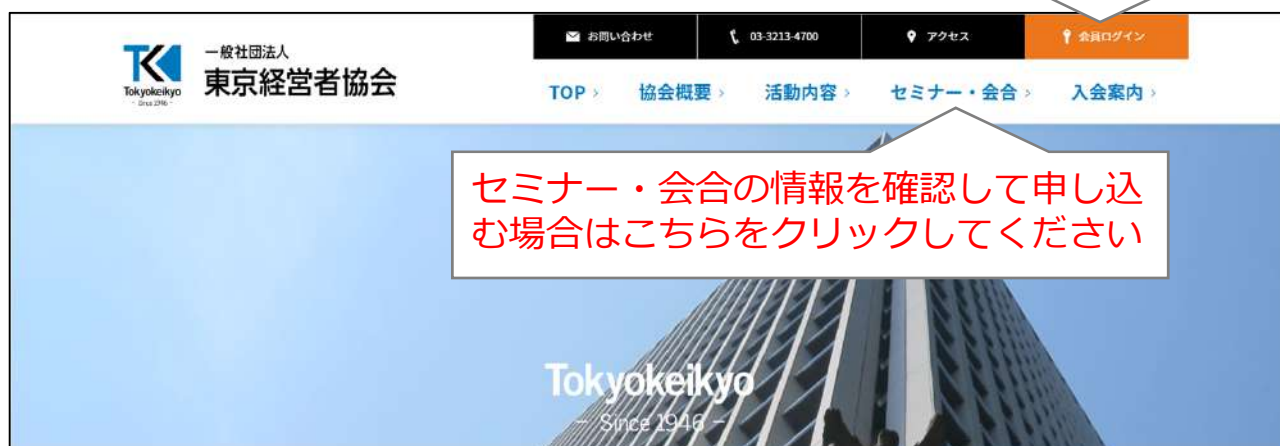 お問い合わせ
03-3213-4700
アクセス
会員ログイン
TK
Tokyokeikyo
- Since 1946 -
一般社団法人
東京経営者協会
TOP
協会概要
活動内容
セミナー・会合
入会案内
セミナー・会合の情報を確認して申し込
む場合はこちらをクリックしてください
Tokyokeikyo
- Since 1946 -